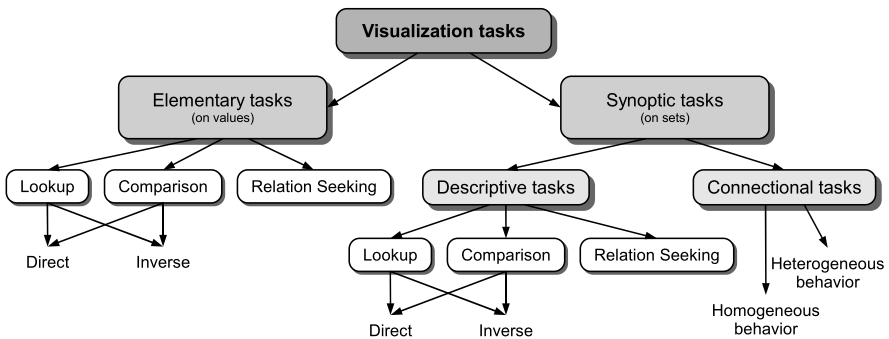 Visualization tasks
Elementary tasks
(on values)
Synoptic tasks
(on sets)
Lookup
Comparison
Relation Seeking
Descriptive tasks
Connectional tasks
Direct
Inverse
Lookup
Comparison
Relation Seeking
Heterogeneous
behavior
Homogeneous
behavior
Direct
Inverse